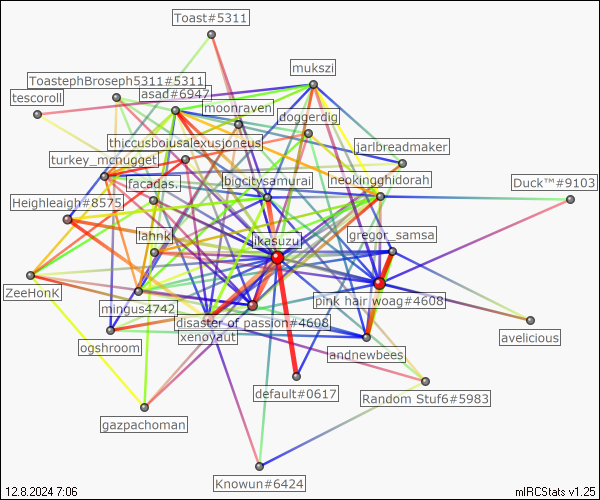 Toast#5311
mukszi
ToastephBroseph5311#5311
asad#6947
tescoroll
moonraven
doggerdig
thiccusboiusalexusjoneus
jarlbreadmaker
turkey_mcnugget
facadas.
bigcitysamurai
neokingghidorah
Duck™#9103
Heighleaigh#8575
lahnkl
ikasuzu
gregor_samsa
ZeeHonK
mingus4742
pink hair woag#4608
disaster of passion#4608
xenoyaut
avelicious
ogshroom
andnewbees
default#0617
Random Stuf6#5983
gazpachoman
Knowun#6424
12.8.2024 7:06
mIRCStats v1.25